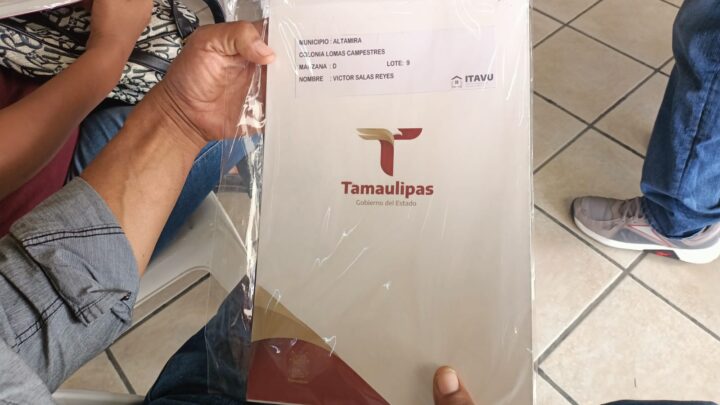 MUNICIPIO : ALTAMIRA
COLONIA LOMAS CAMPESTRES
MANZANA : D LOTE: 9
NOMBRE : VICTOR SALAS REYES
ITAVU
Tamaulipas
Gobierno del Estado